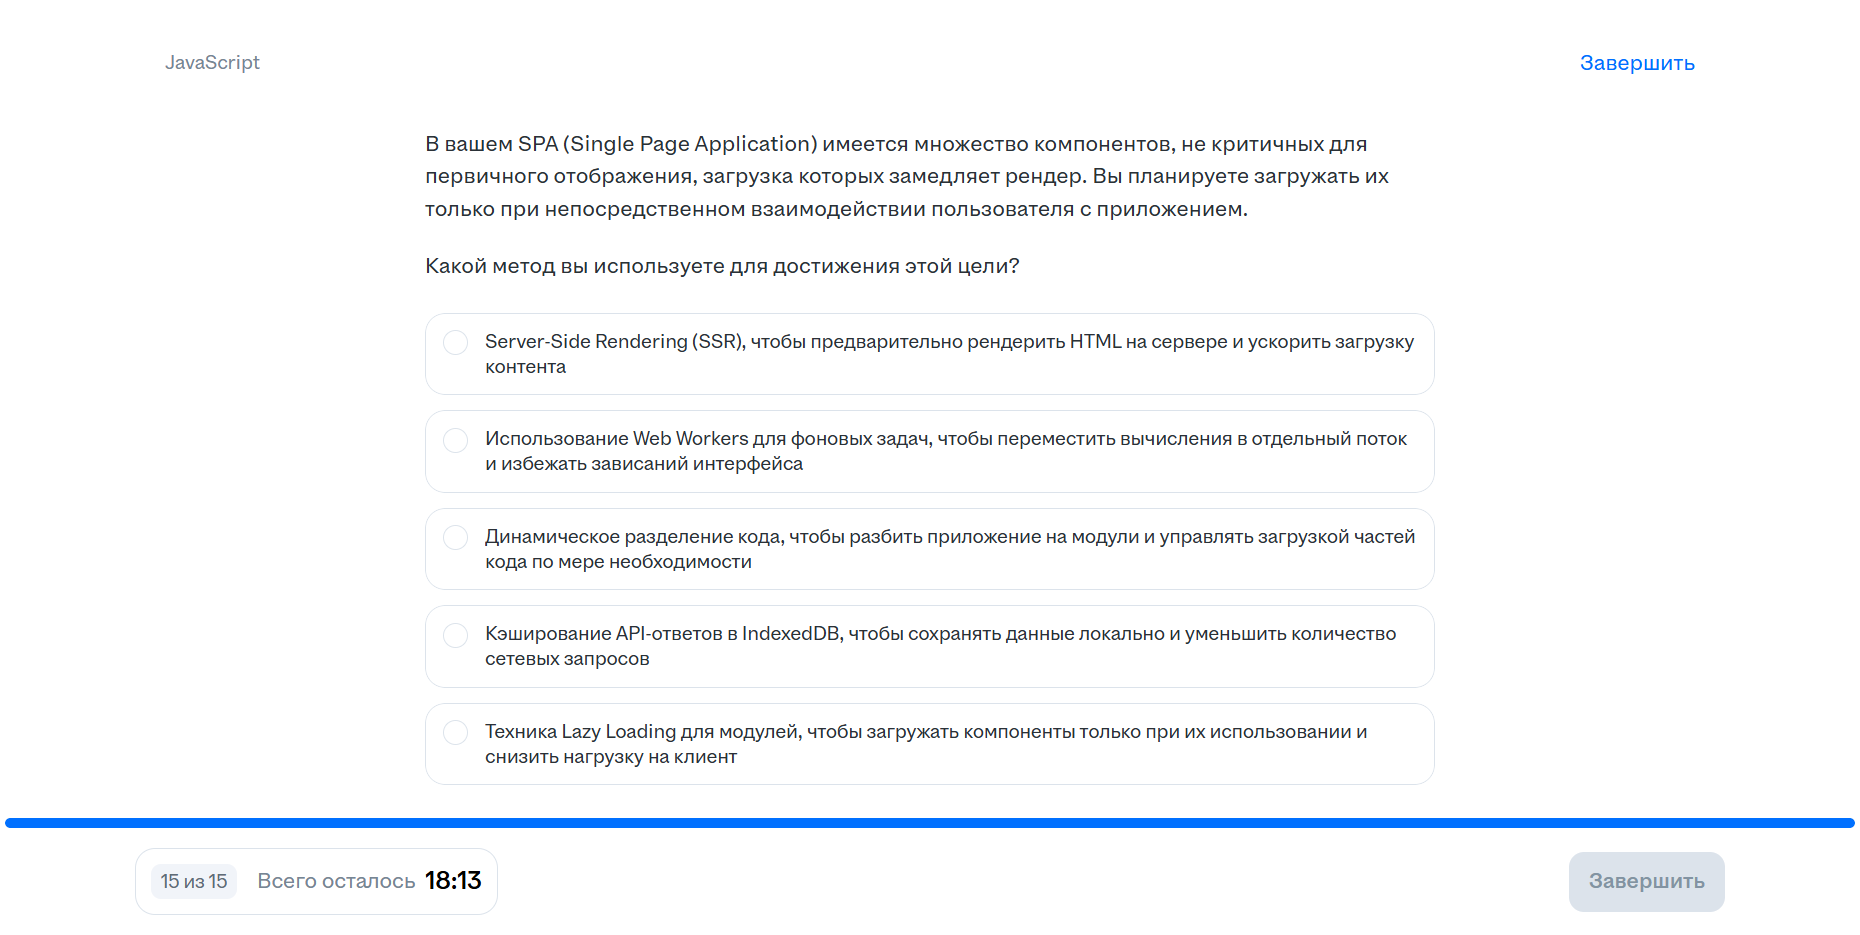 JavaScript
Завершить
В вашем SPA (Single Page Application) имеется множество компонентов, не критичных для
первичного отображения, загрузка которых замедляет рендер. Вы планируете загружать их
только при непосредственном взаимодействии пользователя с приложением.
Какой метод вы используете для достижения этой цели?
Server-Side Rendering (SSR), чтобы предварительно рендерить HTML на сервере и ускорить загрузку
контента
Использование Web Workers для фоновых задач, чтобы переместить вычисления в отдельный поток
и избежать зависаний интерфейса
Динамическое разделение кода, чтобы разбить приложение на модули и управлять загрузкой частей
кода по мере необходимости
Кэширование API-ответов в IndexedDB, чтобы сохранять данные локально и уменьшить количество
сетевых запросов
Техника Lazy Loading для модулей, чтобы загружать компоненты только при их использовании и
снизить нагрузку на клиент
15 из 15 Всего осталось 18:13
Завершить